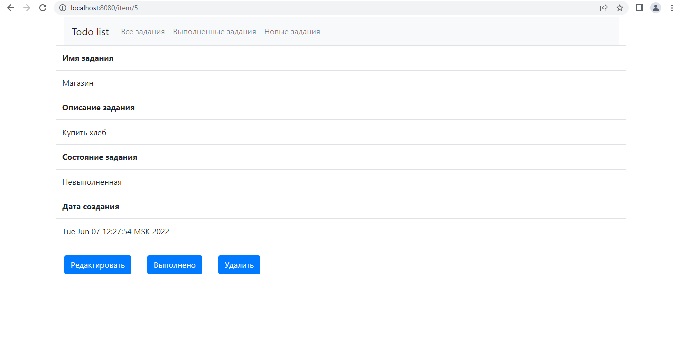 localhost:8080/item/5
Todo list Все задания Выполненные задания Новые задания
Имя задания
Магазин
Описание задания
Купить хлеб
Состояние задания
Невыполненная
Дата создания
Tue Jun 07 12:27:54 MSK 2022
Редактировать Выполнено Удалить